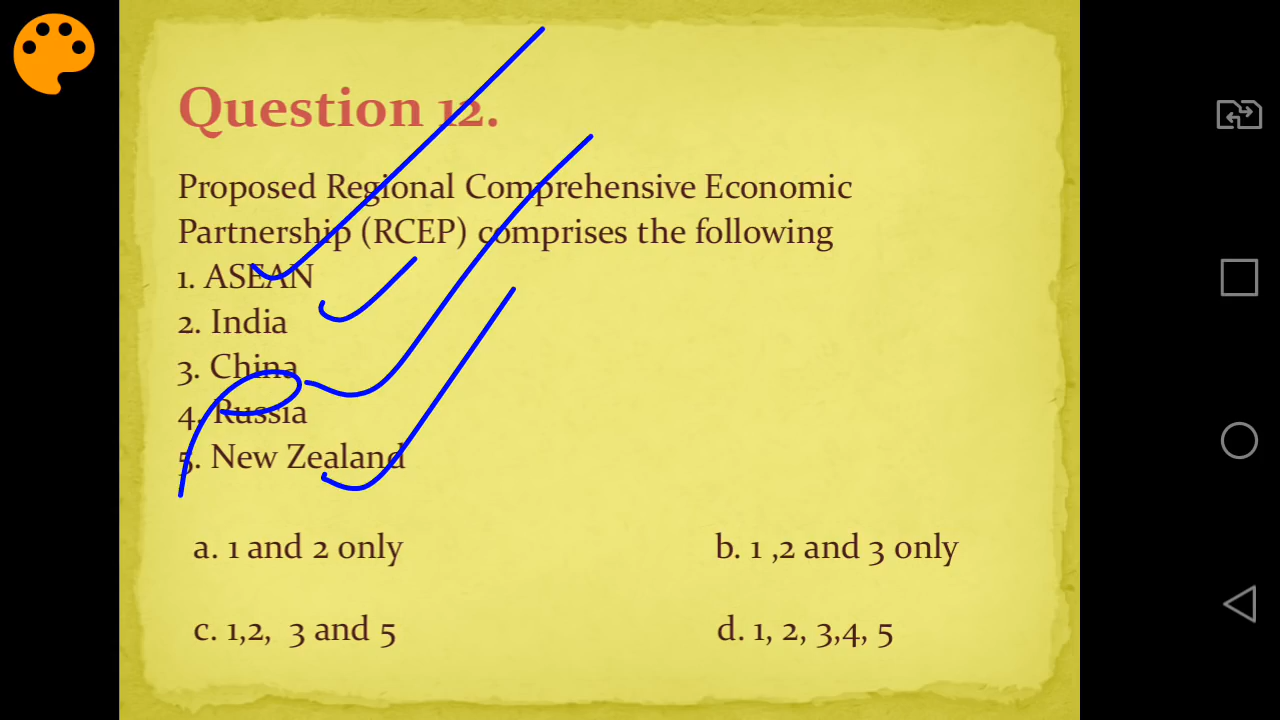 Question 12.
Proposed Regional Comprehensive Economic
Partnership (RCEP) comprises the following
1. ASEAN
2. India
3. China
4. Russia
5. New Zealand
a. 1 and 2 only
b. 1 ,2 and 3 only
c. 1,2, 3 and 5
d. 1, 2, 3,4, 5